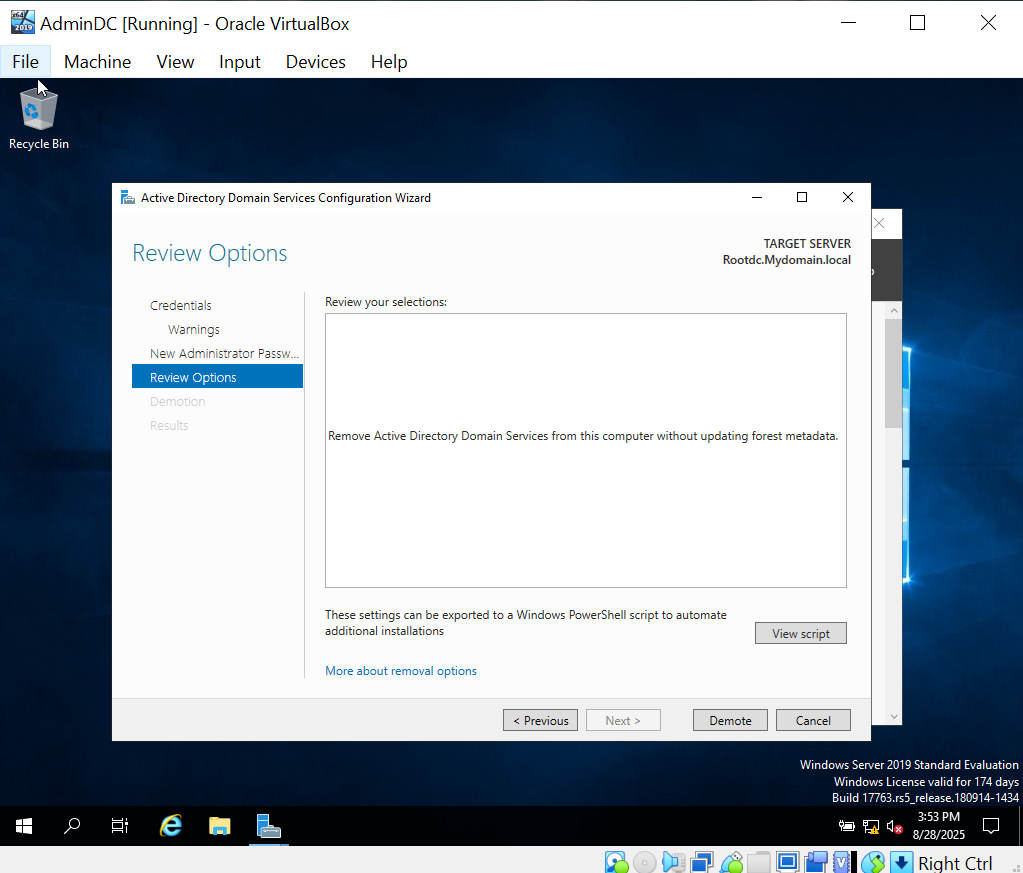 AdminDC [Running] - Oracle VirtualBox
File Machine View Input Devices Help
Recycle Bin
Active Directory Domain Services Configuration Wizard
Review Options
TARGET SERVER
Rootdc.Mydomain.local
Credentials
Warnings
New Administrator Passw...
Review Options
Demotion
Results
Review your selections:
Remove Active Directory Domain Services from this computer without updating forest metadata.
These settings can be exported to a Windows PowerShell script to automate
additional installations
View script
More about removal options
< Previous
Next >
Demote
Cancel
Windows Server 2019 Standard Evaluation
Windows License valid for 174 days
Build 17763.rs5_release.180914-1434
3:53 PM
8/28/2025
Right Ctrl